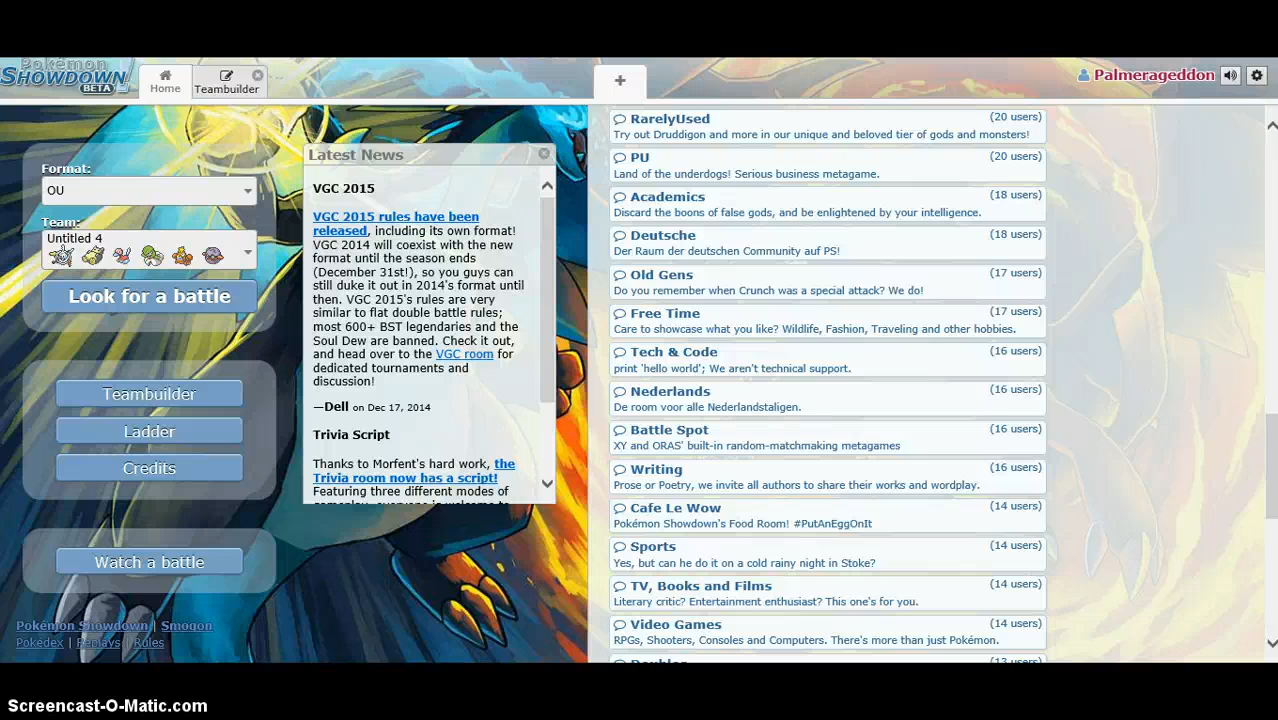 Pokémon
SHOWDOWN
BETA
Home
Teambuilder
Palmerageddon
Format:
OU
Team:
Untitled 4
Look for a battle
Teambuilder
Ladder
Credits
Watch a battle
Pokémon Showdown | Smogon
Pokédex | Replays | Rules
Latest News
VGC 2015
VGC 2015 rules have been
released, including its own format!
VGC 2014 will coexist with the new
format until the season ends
(December 31st!), so you guys can
still duke it out in 2014's format until
then. VGC 2015's rules are very
similar to flat double battle rules;
most 600+ BST legendaries and the
Soul Dew are banned. Check it out,
and head over to the VGC room for
dedicated tournaments and
discussion!
—Dell on Dec 17, 2014
Trivia Script
Thanks to Morfent's hard work, the
Trivia room now has a script!
Featuring three different modes of
RarelyUsed (20 users)
Try out Druddigon and more in our unique and beloved tier of gods and monsters!
PU (20 users)
Land of the underdogs! Serious business metagame.
Academics (18 users)
Discard the boons of false gods, and be enlightened by your intelligence.
Deutsche (18 users)
Der Raum der deutschen Community auf PS!
Old Gens (17 users)
Do you remember when Crunch was a special attack? We do!
Free Time (17 users)
Care to showcase what you like? Wildlife, Fashion, Traveling and other hobbies.
Tech & Code (16 users)
print 'hello world'; We aren't technical support.
Nederlands (16 users)
De room voor alle Nederlandstaligen.
Battle Spot (16 users)
XY and ORAS' built-in random-matchmaking metagames
Writing (16 users)
Prose or Poetry, we invite all authors to share their works and wordplay.
Cafe Le Wow (14 users)
Pokémon Showdown's Food Room! #PutAnEggOnIt
Sports (14 users)
Yes, but can he do it on a cold rainy night in Stoke?
TV, Books and Films (14 users)
Literary critic? Entertainment enthusiast? This one's for you.
Video Games (14 users)
RPGs, Shooters, Consoles and Computers. There's more than just Pokémon.
Screencast-O-Matic.com